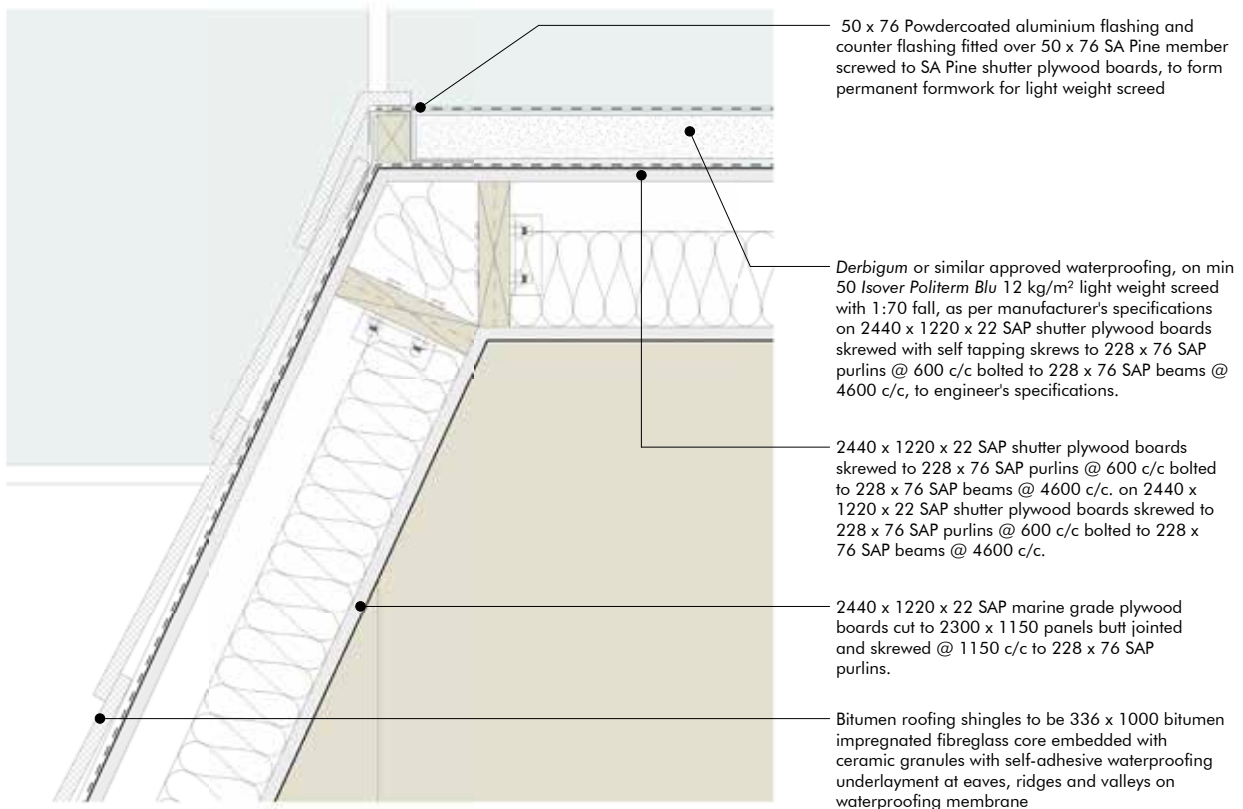 50 x 76 Powdercoated aluminium flashing and
counter flashing fitted over 50 x 76 SA Pine member
screwed to SA Pine shutter plywood boards, to form
permanent formwork for light weight screed
Derbigum or similar approved waterproofing, on min
50 Isover Politerm Blu 12 kg/m² light weight screed
with 1:70 fall, as per manufacturer's specifications
on 2440 x 1220 x 22 SAP shutter plywood boards
skrewed with self tapping skrews to 228 x 76 SAP
purlins @ 600 c/c bolted to 228 x 76 SAP beams @
4600 c/c, to engineer's specifications.
2440 x 1220 x 22 SAP shutter plywood boards
skrewed to 228 x 76 SAP purlins @ 600 c/c bolted
to 228 x 76 SAP beams @ 4600 c/c. on 2440 x
1220 x 22 SAP shutter plywood boards skrewed to
228 x 76 SAP purlins @ 600 c/c bolted to 228 x
76 SAP beams @ 4600 c/c.
2440 x 1220 x 22 SAP marine grade plywood
boards cut to 2300 x 1150 panels butt jointed
and skrewed @ 1150 c/c to 228 x 76 SAP
purlins.
Bitumen roofing shingles to be 336 x 1000 bitumen
impregnated fibreglass core embedded with
ceramic granules with self-adhesive waterproofing
underlayment at eaves, ridges and valleys on
waterproofing membrane